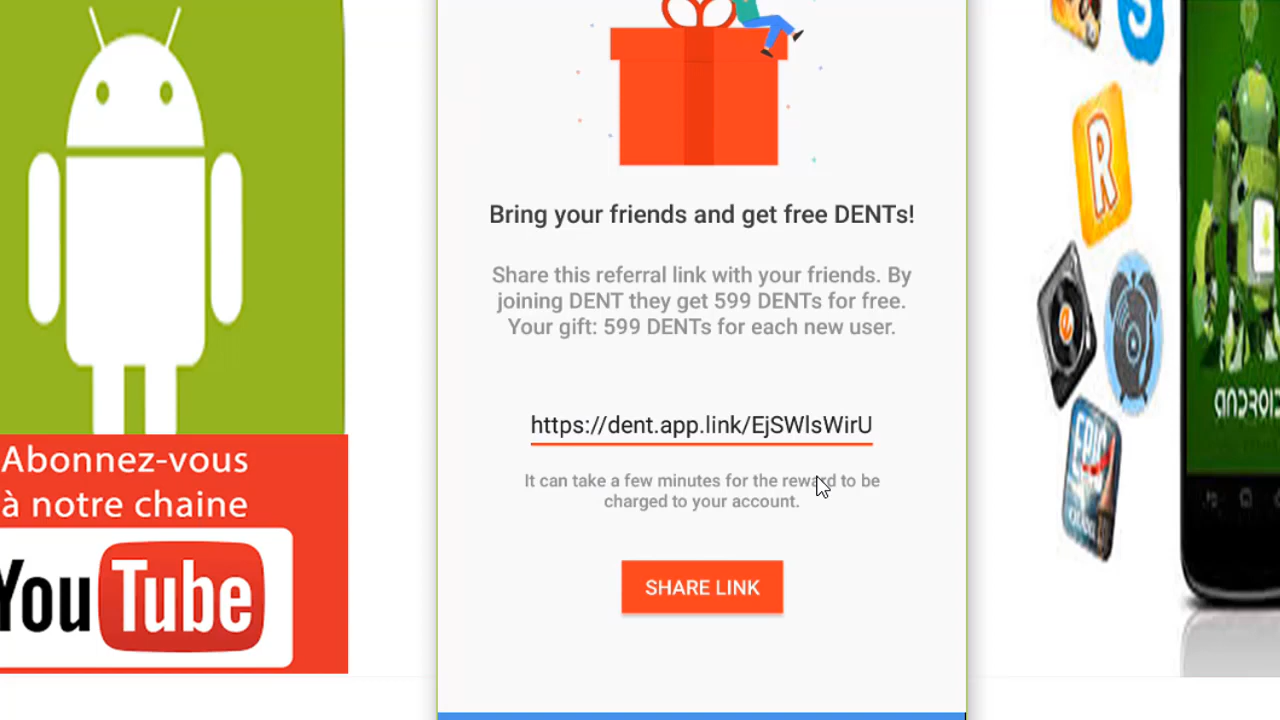 Abonnez-vous
à notre chaine
YouTube
Bring your friends and get free DENTs!
Share this referral link with your friends. By
joining DENT they get 599 DENTs for free.
Your gift: 599 DENTs for each new user.
https://dent.app.link/EjSWlsWirU
It can take a few minutes for the reward to be
charged to your account.
SHARE LINK
S
R
e
EPIC
ANDROID